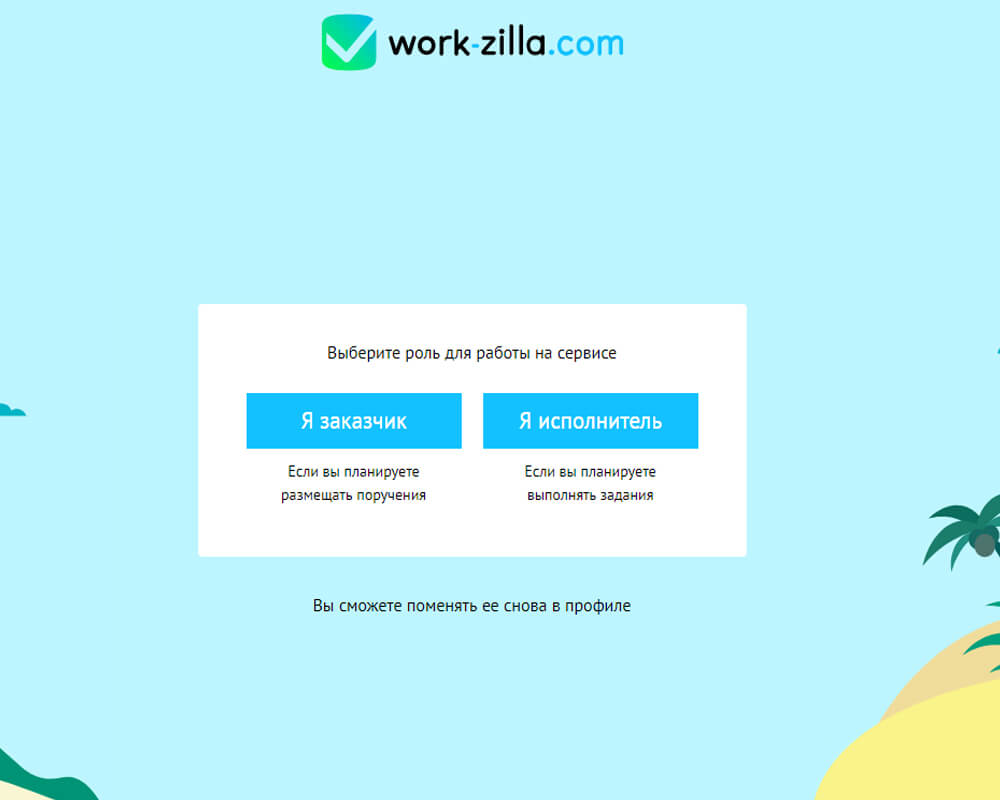 work-zilla.com
Выберите роль для работы на сервисе
Я заказчик
Я исполнитель
Если вы планируете
размещать поручения
Если вы планируете
выполнять задания
Вы сможете поменять ее снова в профиле